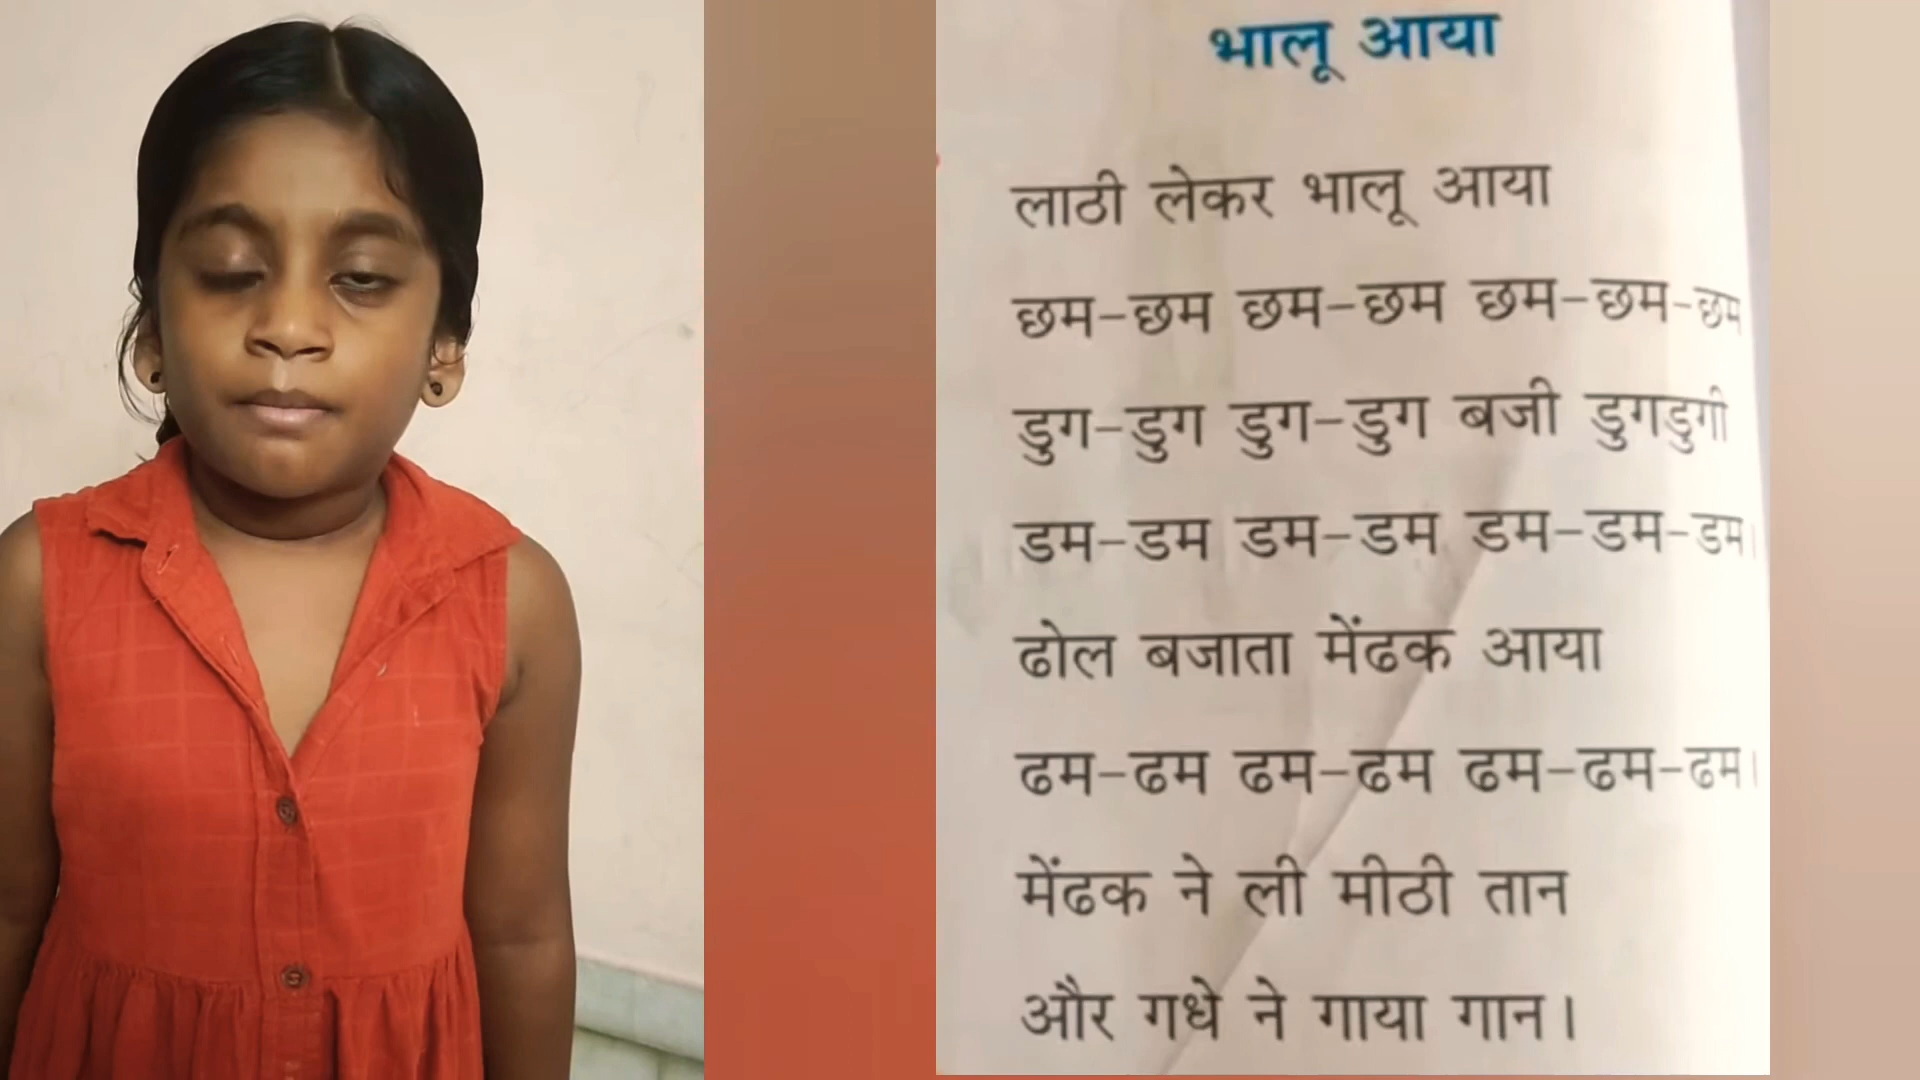 भालू आया
लाठी लेकर भालू आया
छम-छम छम-छम छम-छम-छम
डुग-डुग डुग-डुग बजी डुगडुगी
डम-डम डम-डम डम-डम-डम।
ढोल बजाता मेंढक आया
ढम-ढम ढम-ढम ढम-ढम-ढम।
मेंढक ने ली मीठी तान
और गधे ने गाया गान।